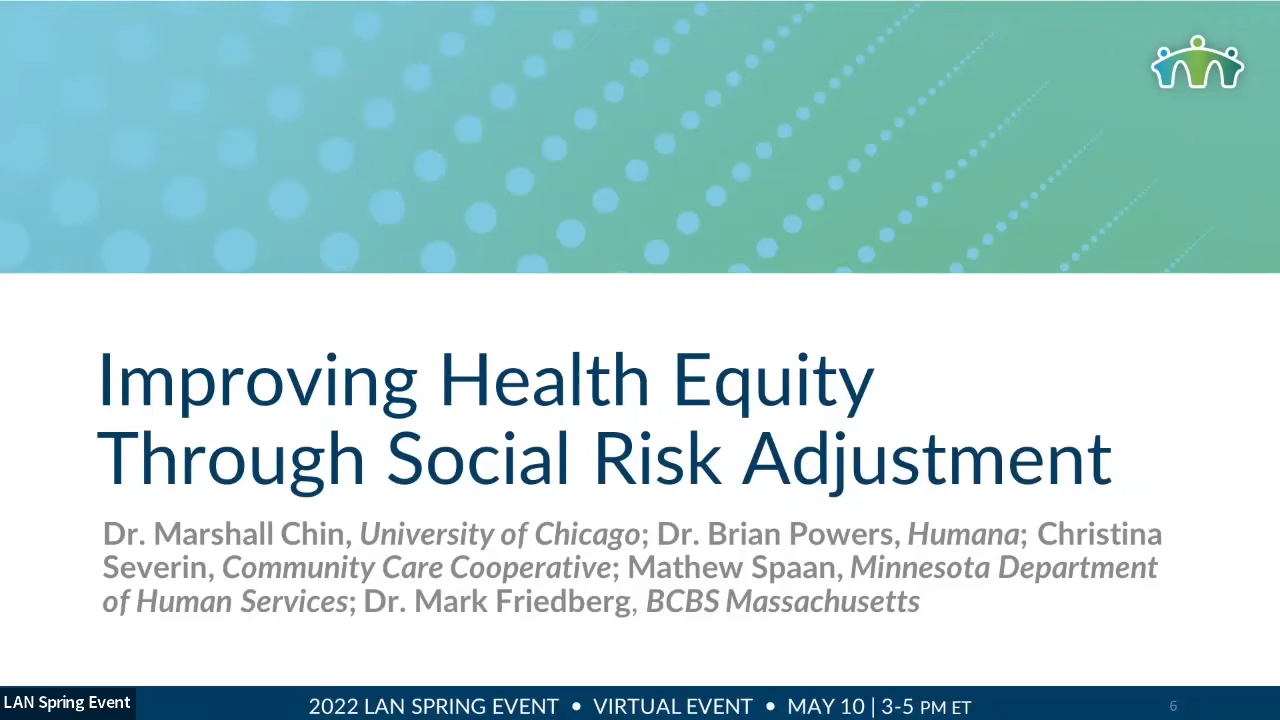 Improving Health Equity
Through Social Risk Adjustment
Dr. Marshall Chin, University of Chicago; Dr. Brian Powers, Humana; Christina
Severin, Community Care Cooperative; Mathew Spaan, Minnesota Department
of Human Services; Dr. Mark Friedberg, BCBS Massachusetts
LAN Spring Event
2022 LAN SPRING EVENT • VIRTUAL EVENT • MAY 10 | 3-5 PM ET
6